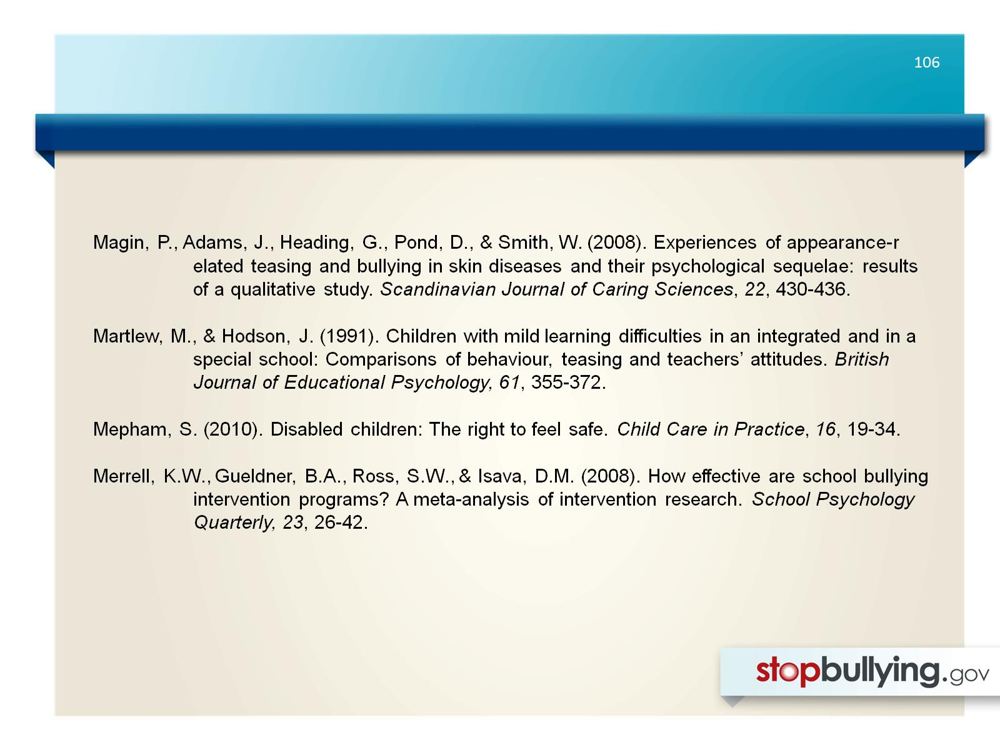 106
Magin, P., Adams, J., Heading, G., Pond, D., & Smith, W. (2008). Experiences of appearance-r
elated teasing and bullying in skin diseases and their psychological sequelae: results
of a qualitative study. Scandinavian Journal of Caring Sciences, 22, 430-436.
Martlew, M., & Hodson, J. (1991). Children with mild learning difficulties in an integrated and in a
special school: Comparisons of behaviour, teasing and teachers’ attitudes. British
Journal of Educational Psychology, 61, 355-372.
Mepham, S. (2010). Disabled children: The right to feel safe. Child Care in Practice, 16, 19-34.
Merrell, K.W., Gueldner, B.A., Ross, S.W., & Isava, D.M. (2008). How effective are school bullying
intervention programs? A meta-analysis of intervention research. School Psychology
Quarterly, 23, 26-42.
stopbullying.gov